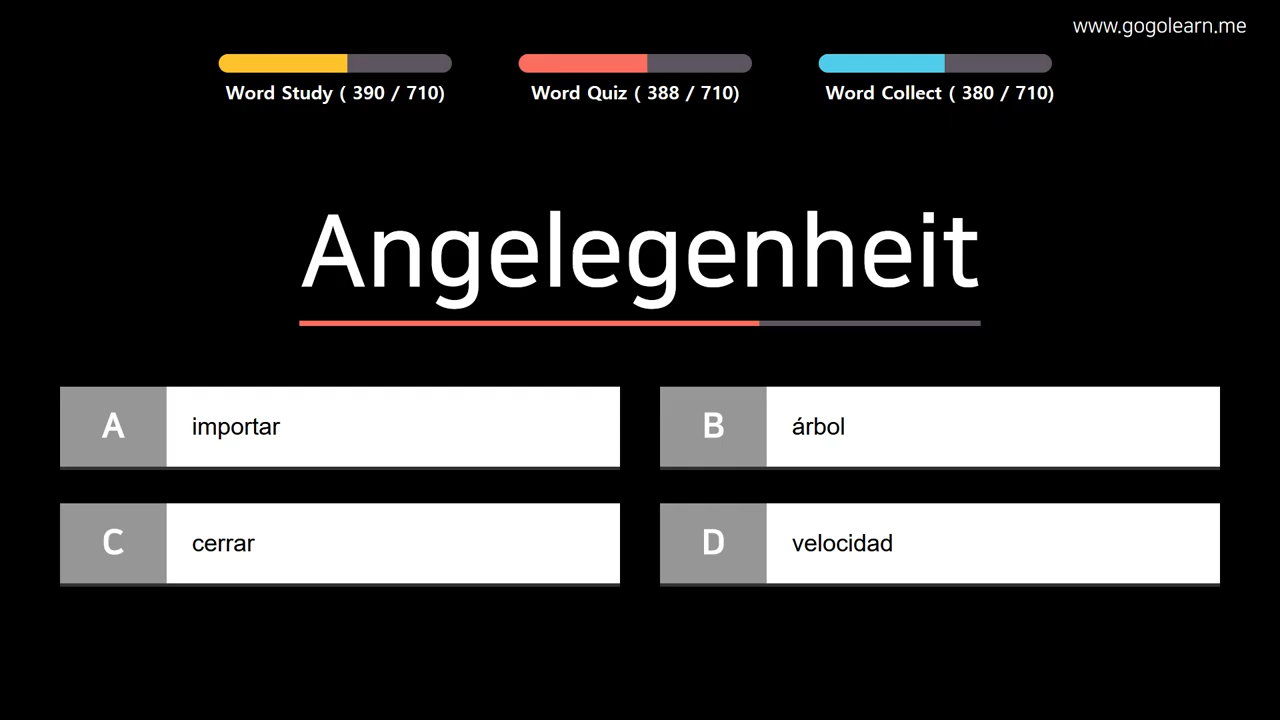 www.gogolearn.me
Word Study ( 390 / 710)
Word Quiz ( 388 / 710)
Word Collect ( 380 / 710)
Angelegenheit
A importar
B árbol
C cerrar
D velocidad